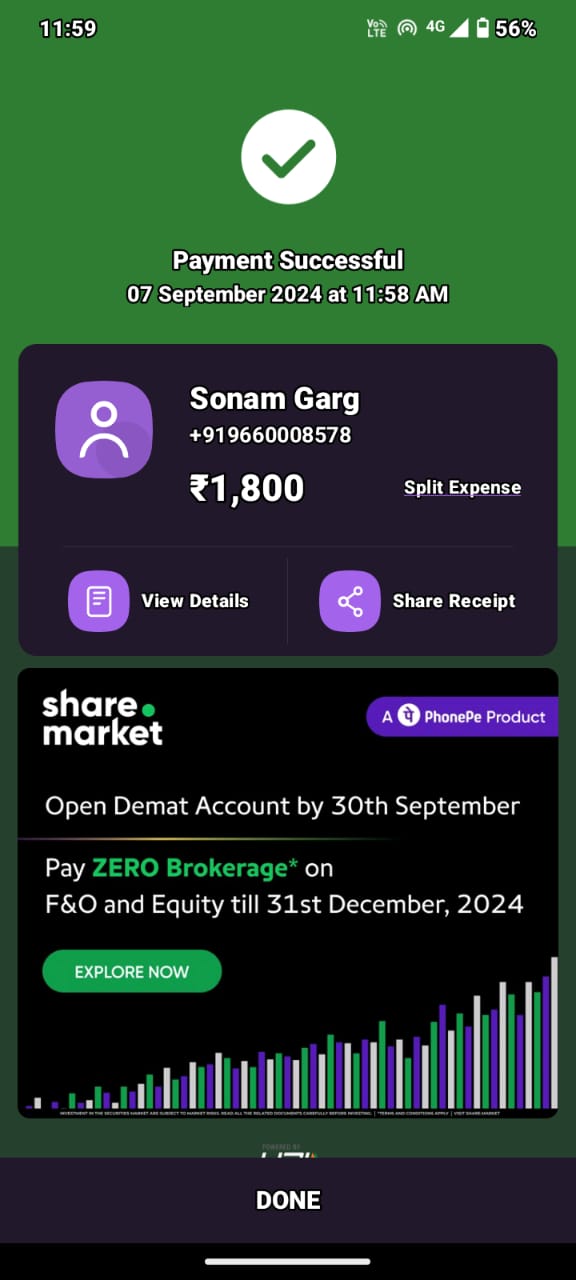 11:59
Vo
LTE
4G
56%
Payment Successful
07 September 2024 at 11:58 AM
Sonam Garg
+919660008578
₹1,800
Split Expense
View Details
Share Receipt
share.
market
A पे PhonePe Product
Open Demat Account by 30th September
Pay ZERO Brokerage* on
F&O and Equity till 31st December, 2024
EXPLORE NOW
INVESTMENT IN THE SECURITIES MARKET ARE SUBJECT TO MARKET RISKS. READ ALL THE RELATED DOCUMENTS CAREFULLY BEFORE INVESTING. | *TERMS AND CONDITIONS APPLY | VISIT SHARE.MARKET
POWERED BY
DONE